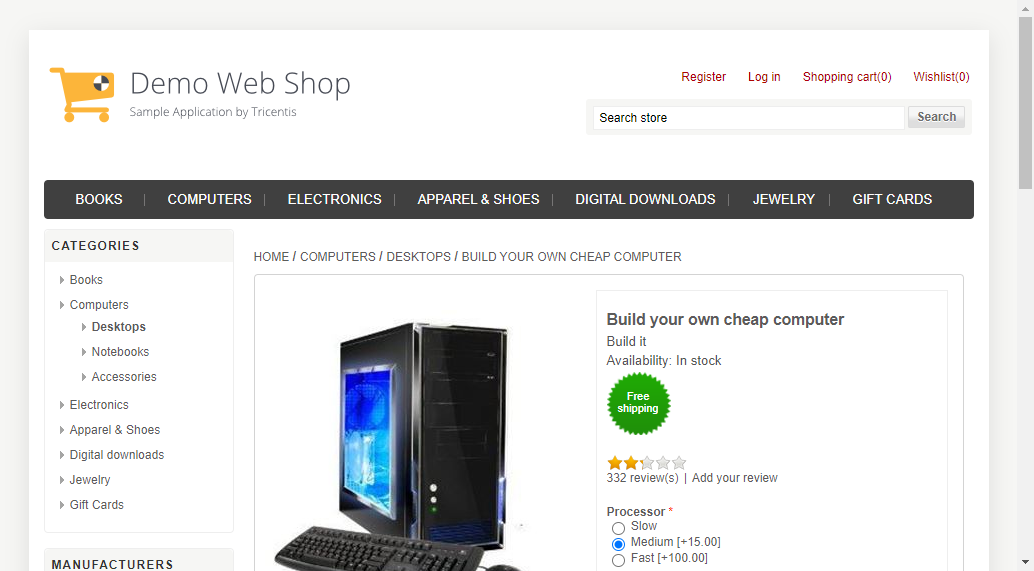 Demo Web Shop
Sample Application by Tricentis
Register Log in Shopping cart(0) Wishlist(0)
Search store Search
BOOKS COMPUTERS ELECTRONICS APPAREL & SHOES DIGITAL DOWNLOADS JEWELRY GIFT CARDS
CATEGORIES
Books
Computers
Desktops
Notebooks
Accessories
Electronics
Apparel & Shoes
Digital downloads
Jewelry
Gift Cards
MANUFACTURERS
HOME / COMPUTERS / DESKTOPS / BUILD YOUR OWN CHEAP COMPUTER
Build your own cheap computer
Build it
Availability: In stock
Free
shipping
332 review(s) | Add your review
Processor *
Slow
Medium [+15.00]
Fast [+100.00]